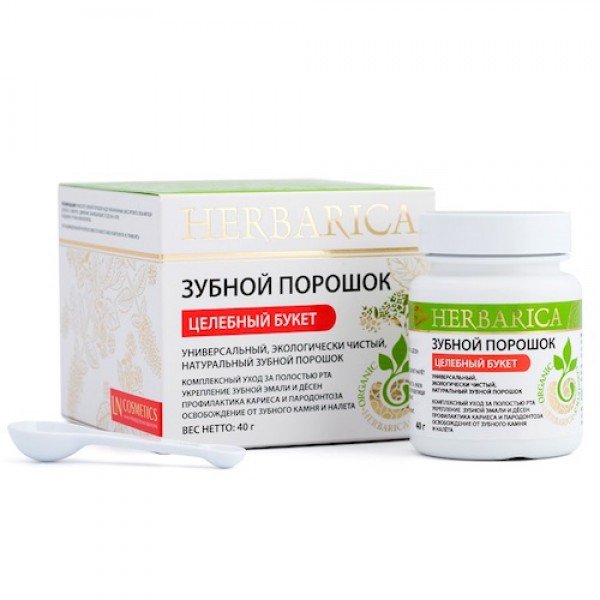 HERBARICA
ЗУБНОЙ ПОРОШОК
ЦЕЛЕБНЫЙ БУКЕТ
УНИВЕРСАЛЬНЫЙ, ЭКОЛОГИЧЕСКИ ЧИСТЫЙ,
НАТУРАЛЬНЫЙ ЗУБНОЙ ПОРОШОК
КОМПЛЕКСНЫЙ УХОД ЗА ПОЛОСТЬЮ РТА
УКРЕПЛЕНИЕ ЗУБНОЙ ЭМАЛИ И ДЁСЕН
ПРОФИЛАКТИКА КАРИЕСА И ПАРОДОНТОЗА
ОСВОБОЖДЕНИЕ ОТ ЗУБНОГО КАМНЯ И НАЛЕТА
ВЕС НЕТТО: 40 г
LN COSMETICS
HERBARICA
HERBARICA
ЗУБНОЙ ПОРОШОК
ЦЕЛЕБНЫЙ БУКЕТ
УНИВЕРСАЛЬНЫЙ,
ЭКОЛОГИЧЕСКИ ЧИСТЫЙ,
НАТУРАЛЬНЫЙ ЗУБНОЙ ПОРОШОК
КОМПЛЕКСНЫЙ УХОД ЗА ПОЛОСТЬЮ РТА
УКРЕПЛЕНИЕ ЗУБНОЙ ЭМАЛИ И ДЁСЕН
ПРОФИЛАКТИКА КАРИЕСА И ПАРОДОНТОЗА
ОСВОБОЖДЕНИЕ ОТ ЗУБНОГО КАМНЯ
И НАЛЁТА
40 г
ORGANIC
HERBARICA